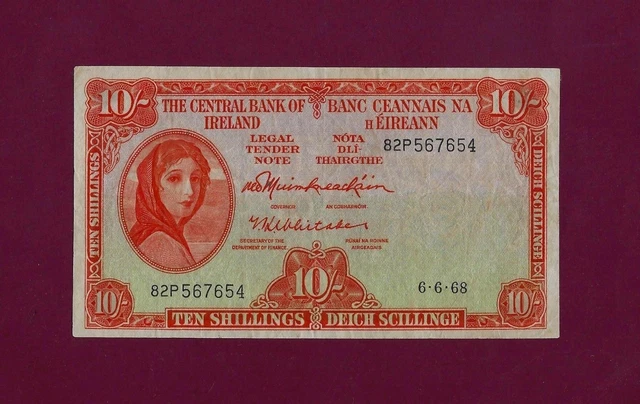 10/-
10/-
THE CENTRAL BANK OF IRELAND
BANC CEANNAIS NA hÉIREANN
LEGAL TENDER NOTE
NÓTA DLÍ-THAIRGTHE
82P567654
GOVERNOR
AN GOBHARNÓIR
T.K. Whitaker
SECRETARY OF THE
DEPARTMENT OF FINANCE.
RÚNAÍ NA ROINNE
AIRGEADAIS
TEN SHILLINGS
DEICH SCILLINGE
82P567654
6·6·68
10/-
10/-
10/-
TEN SHILLINGS
DEICH SCILLINGE